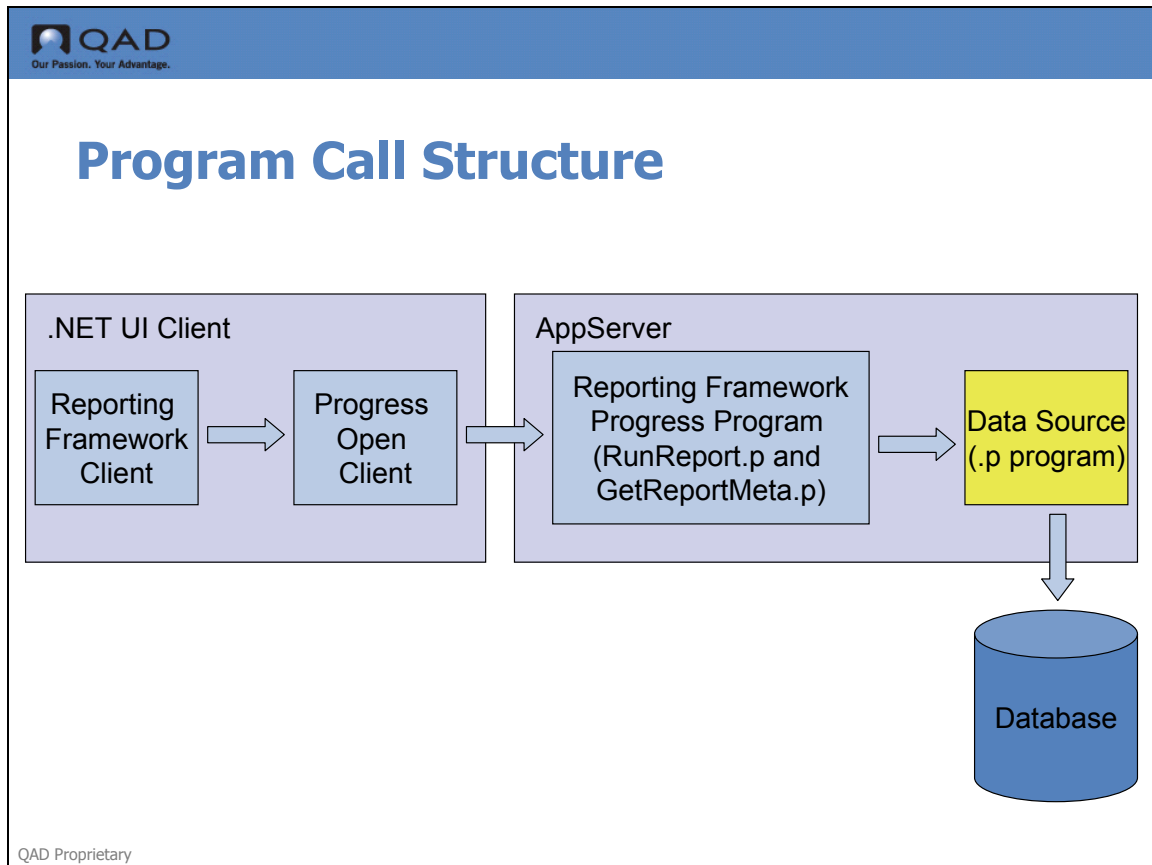 QAD
Our Passion. Your Advantage.
Program Call Structure
.NET UI Client
Reporting
Framework
Client
Progress
Open
Client
AppServer
Reporting Framework
Progress Program
(RunReport.p and
GetReportMeta.p)
Data Source
(.p program)
Database
QAD Proprietary